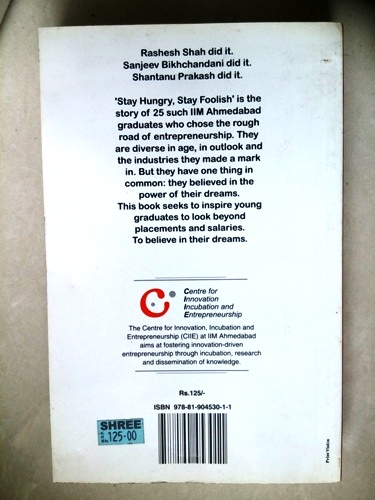 Rashesh Shah did it.
Sanjeev Bikhchandani did it.
Shantanu Prakash did it.
'Stay Hungry, Stay Foolish' is the
story of 25 such IIM Ahmedabad
graduates who chose the rough
road of entrepreneurship. They
are diverse in age, in outlook and
the industries they made a mark
in. But they have one thing in
common: they believed in the
power of their dreams.
This book seeks to inspire young
graduates to look beyond
placements and salaries.
To believe in their dreams.
Centre for
Innovation
Incubation and
Entrepreneurship
The Centre for Innovation, Incubation and
Entrepreneurship (CIIE) at IIM Ahmedabad
aims at fostering innovation-driven
entrepreneurship through incubation, research
and dissemination of knowledge.
Rs.125/-
ISBN 978-81-904530-1-1
SHREE
125-00
Print Vision